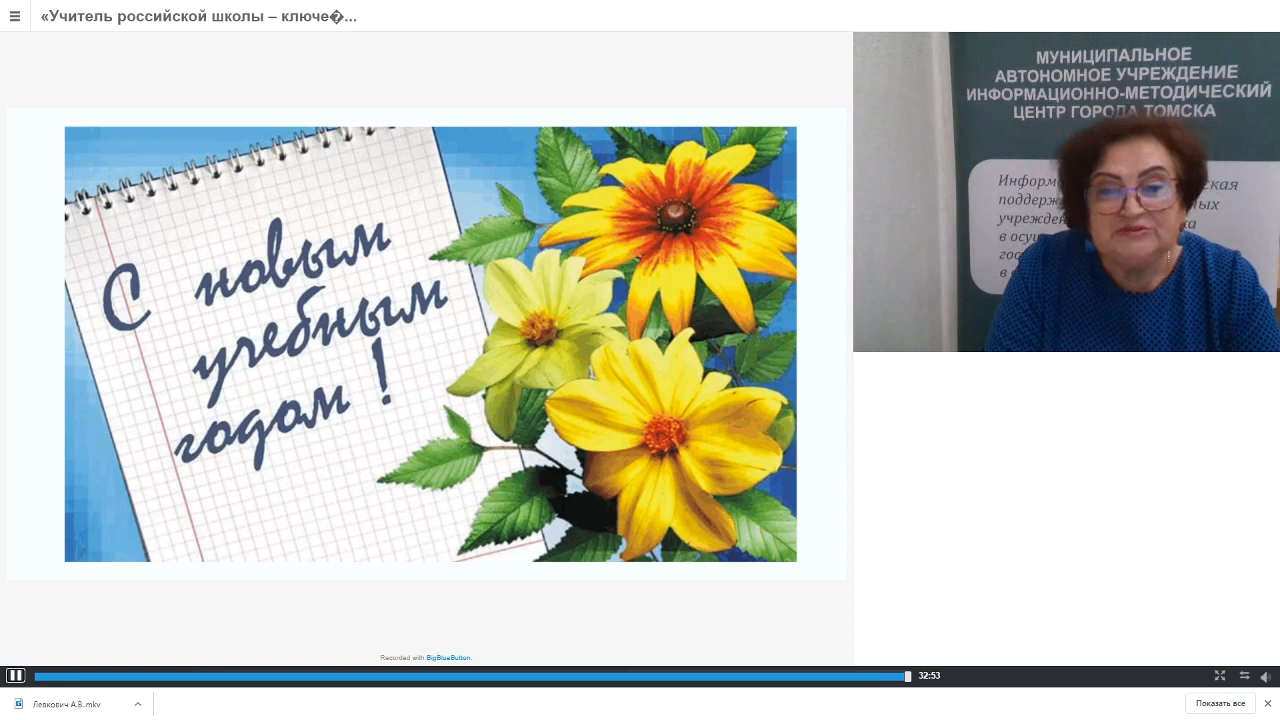 «Учитель российской школы – ключе�...
С новым
учебным
годом !
МУНИЦИПАЛЬНОЕ
АВТОНОМНОЕ УЧРЕЖДЕНИЕ
ИНФОРМАЦИОННО-МЕТОДИЧЕСКИЙ
ЦЕНТР ГОРОДА ТОМСКА
Recorded with BigBlueButton.
32:53
Левкович А.В..mkv
Показать все